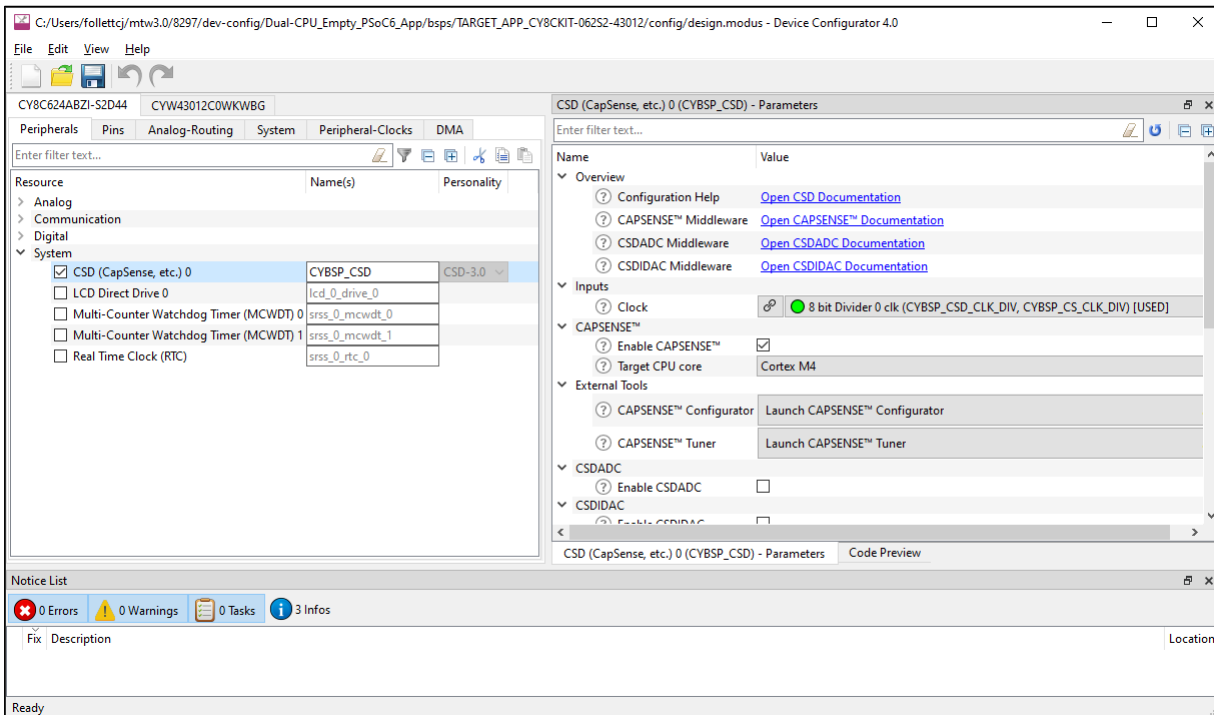 C:/Users/follettcj/mtw3.0/8297/dev-config/Dual-CPU_Empty_PSoC6_App/bsps/TARGET_APP_CY8CKIT-062S2-43012/config/design.modus - Device Configurator 4.0
File Edit View Help
CY8C624ABZI-S2D44 CYW43012C0WKWBG
Peripherals Pins Analog-Routing System Peripheral-Clocks DMA
Enter filter text...
Resource Name(s) Personality
Analog
Communication
Digital
System
CSD (CapSense, etc.) 0 CYBSP_CSD CSD-3.0
LCD Direct Drive 0 lcd_0_drive_0
Multi-Counter Watchdog Timer (MCWDT) 0 srss_0_mcwdt_0
Multi-Counter Watchdog Timer (MCWDT) 1 srss_0_mcwdt_1
Real Time Clock (RTC) srss_0_rtc_0
CSD (CapSense, etc.) 0 (CYBSP_CSD) - Parameters
Enter filter text...
Name Value
Overview
Configuration Help Open CSD Documentation
CAPSENSE™ Middleware Open CAPSENSE™ Documentation
CSDADC Middleware Open CSDADC Documentation
CSDIDAC Middleware Open CSDIDAC Documentation
Inputs
Clock 8 bit Divider 0 clk (CYBSP_CSD_CLK_DIV, CYBSP_CS_CLK_DIV) [USED]
CAPSENSE™
Enable CAPSENSE™
Target CPU core Cortex M4
External Tools
CAPSENSE™ Configurator Launch CAPSENSE™ Configurator
CAPSENSE™ Tuner Launch CAPSENSE™ Tuner
CSDADC
Enable CSDADC
CSDIDAC
Enable CSDIDAC
CSD (CapSense, etc.) 0 (CYBSP_CSD) - Parameters Code Preview
Notice List
0 Errors 0 Warnings 0 Tasks 3 Infos
Fix Description Location
Ready